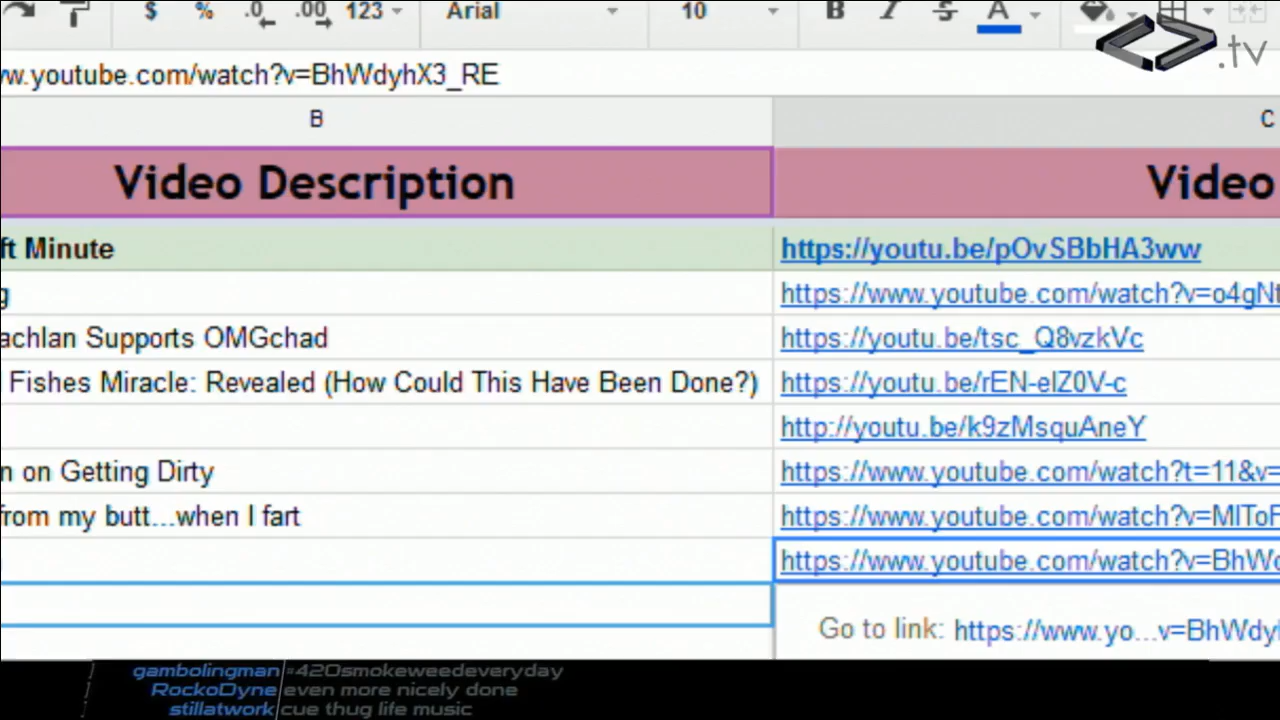 $ % .0 .00 123 Arial 10 B I S A
.tv
w.youtube.com/watch?v=BhWdyhX3_RE
B C
Video Description Video
ft Minute https://youtu.be/pOvSBbHA3ww
g https://www.youtube.com/watch?v=o4gNt
achlan Supports OMGchad https://youtu.be/tsc_Q8vzkVc
Fishes Miracle: Revealed (How Could This Have Been Done?) https://youtu.be/rEN-eIZ0V-c
http://youtu.be/k9zMsquAneY
n on Getting Dirty https://www.youtube.com/watch?t=11&v=
from my butt...when I fart https://www.youtube.com/watch?v=MIToF
https://www.youtube.com/watch?v=BhWd
Go to link: https://www.yo...v=BhWdyh
gambolingman =420smokeweedeveryday
RockoDyne even more nicely done
stillatwork cue thug life music